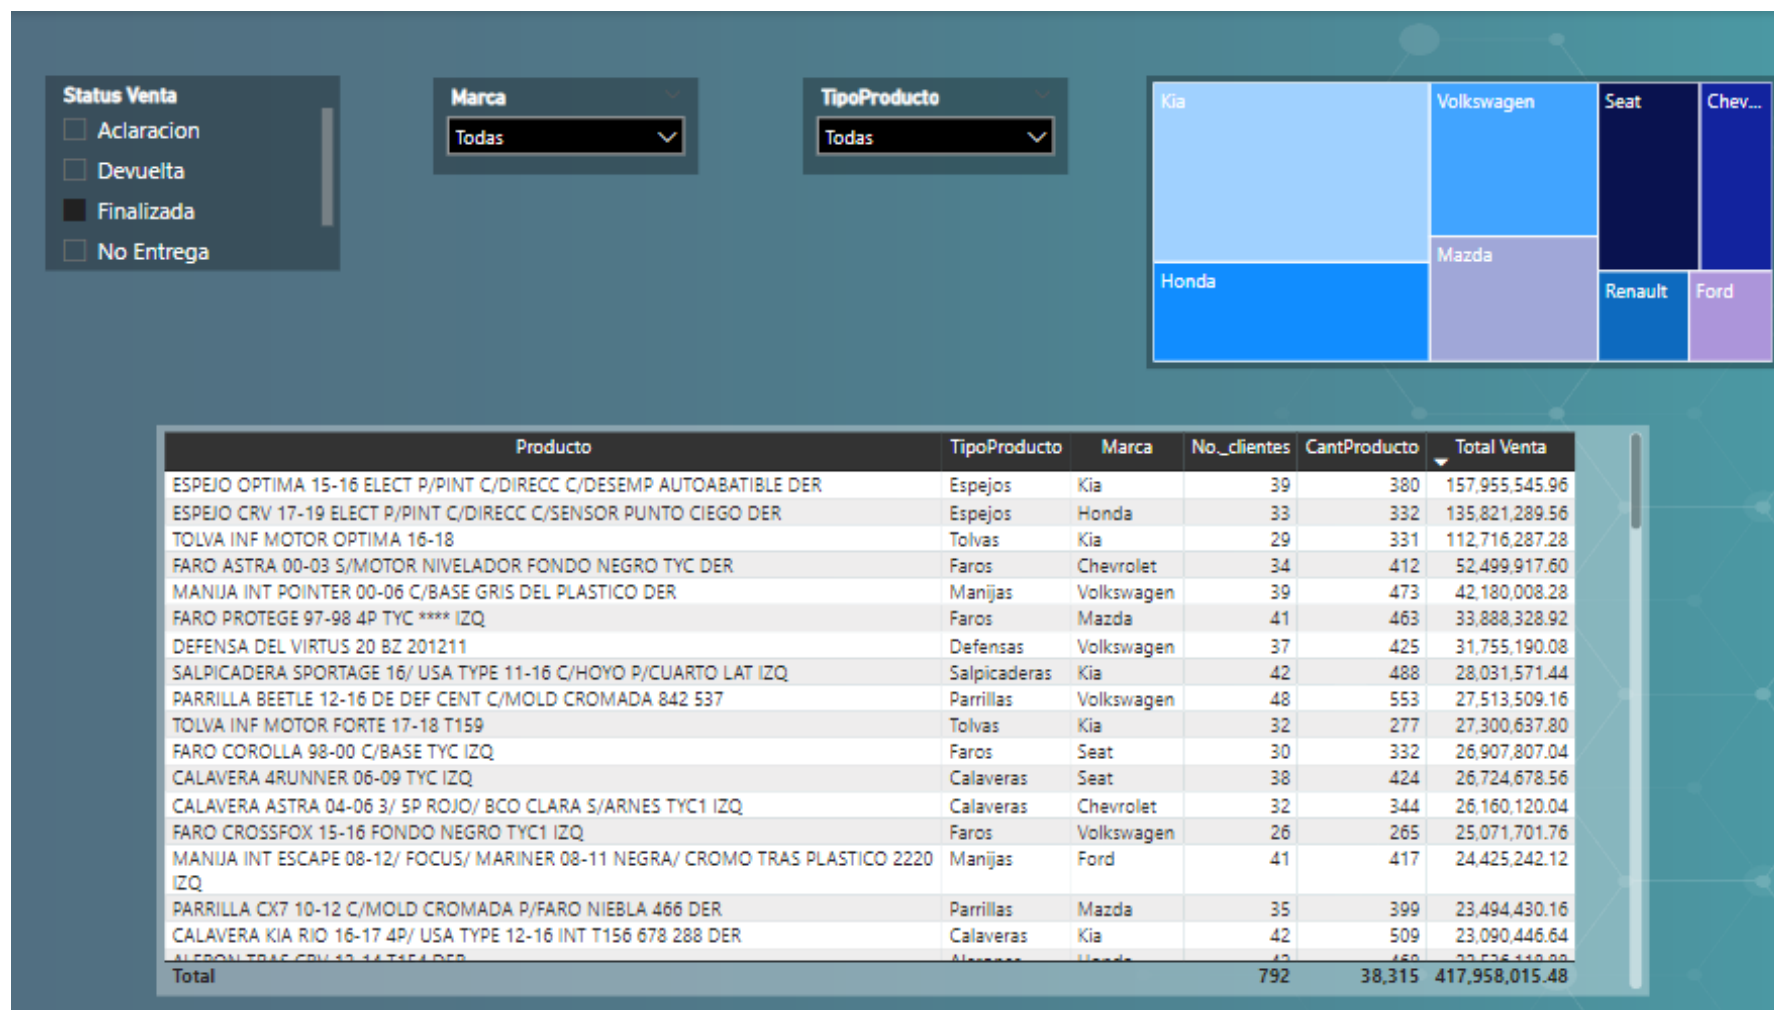 Status Venta
Aclaracion
Devuelta
Finalizada
No Entrega
Marca
Todas
TipoProducto
Todas
Kia
Volkswagen
Seat
Chev...
Honda
Mazda
Renault
Ford
Producto TipoProducto Marca No._clientes CantProducto Total Venta
ESPEJO OPTIMA 15-16 ELECT P/PINT C/DIRECC C/DESEMP AUTOABATIBLE DER Espejos Kia 39 380 157,955,545.96
ESPEJO CRV 17-19 ELECT P/PINT C/DIRECC C/SENSOR PUNTO CIEGO DER Espejos Honda 33 332 135,821,289.56
TOLVA INF MOTOR OPTIMA 16-18 Tolvas Kia 29 331 112,716,287.28
FARO ASTRA 00-03 S/MOTOR NIVELADOR FONDO NEGRO TYC DER Faros Chevrolet 34 412 52,499,917.60
MANIJA INT POINTER 00-06 C/BASE GRIS DEL PLASTICO DER Manijas Volkswagen 39 473 42,180,008.28
FARO PROTEGE 97-98 4P TYC **** IZQ Faros Mazda 41 463 33,888,328.92
DEFENSA DEL VIRTUS 20 BZ 201211 Defensas Volkswagen 37 425 31,755,190.08
SALPICADERA SPORTAGE 16/ USA TYPE 11-16 C/HOYO P/CUARTO LAT IZQ Salpicaderas Kia 42 488 28,031,571.44
PARRILLA BEETLE 12-16 DE DEF CENT C/MOLD CROMADA 842 537 Parrillas Volkswagen 48 553 27,513,509.16
TOLVA INF MOTOR FORTE 17-18 T159 Tolvas Kia 32 277 27,300,637.80
FARO COROLLA 98-00 C/BASE TYC IZQ Faros Seat 30 332 26,907,807.04
CALAVERA 4RUNNER 06-09 TYC IZQ Calaveras Seat 38 424 26,724,678.56
CALAVERA ASTRA 04-06 3/ 5P ROJO/ BCO CLARA S/ARNES TYC1 IZQ Calaveras Chevrolet 32 344 26,160,120.04
FARO CROSSFOX 15-16 FONDO NEGRO TYC1 IZQ Faros Volkswagen 26 265 25,071,701.76
MANIJA INT ESCAPE 08-12/ FOCUS/ MARINER 08-11 NEGRA/ CROMO TRAS PLASTICO 2220 Manijas Ford 41 417 24,425,242.12
IZQ
PARRILLA CX7 10-12 C/MOLD CROMADA P/FARO NIEBLA 466 DER Parrillas Mazda 35 399 23,494,430.16
CALAVERA KIA RIO 16-17 4P/ USA TYPE 12-16 INT T156 678 288 DER Calaveras Kia 42 509 23,090,446.64
Total 792 38,315 417,958,015.48